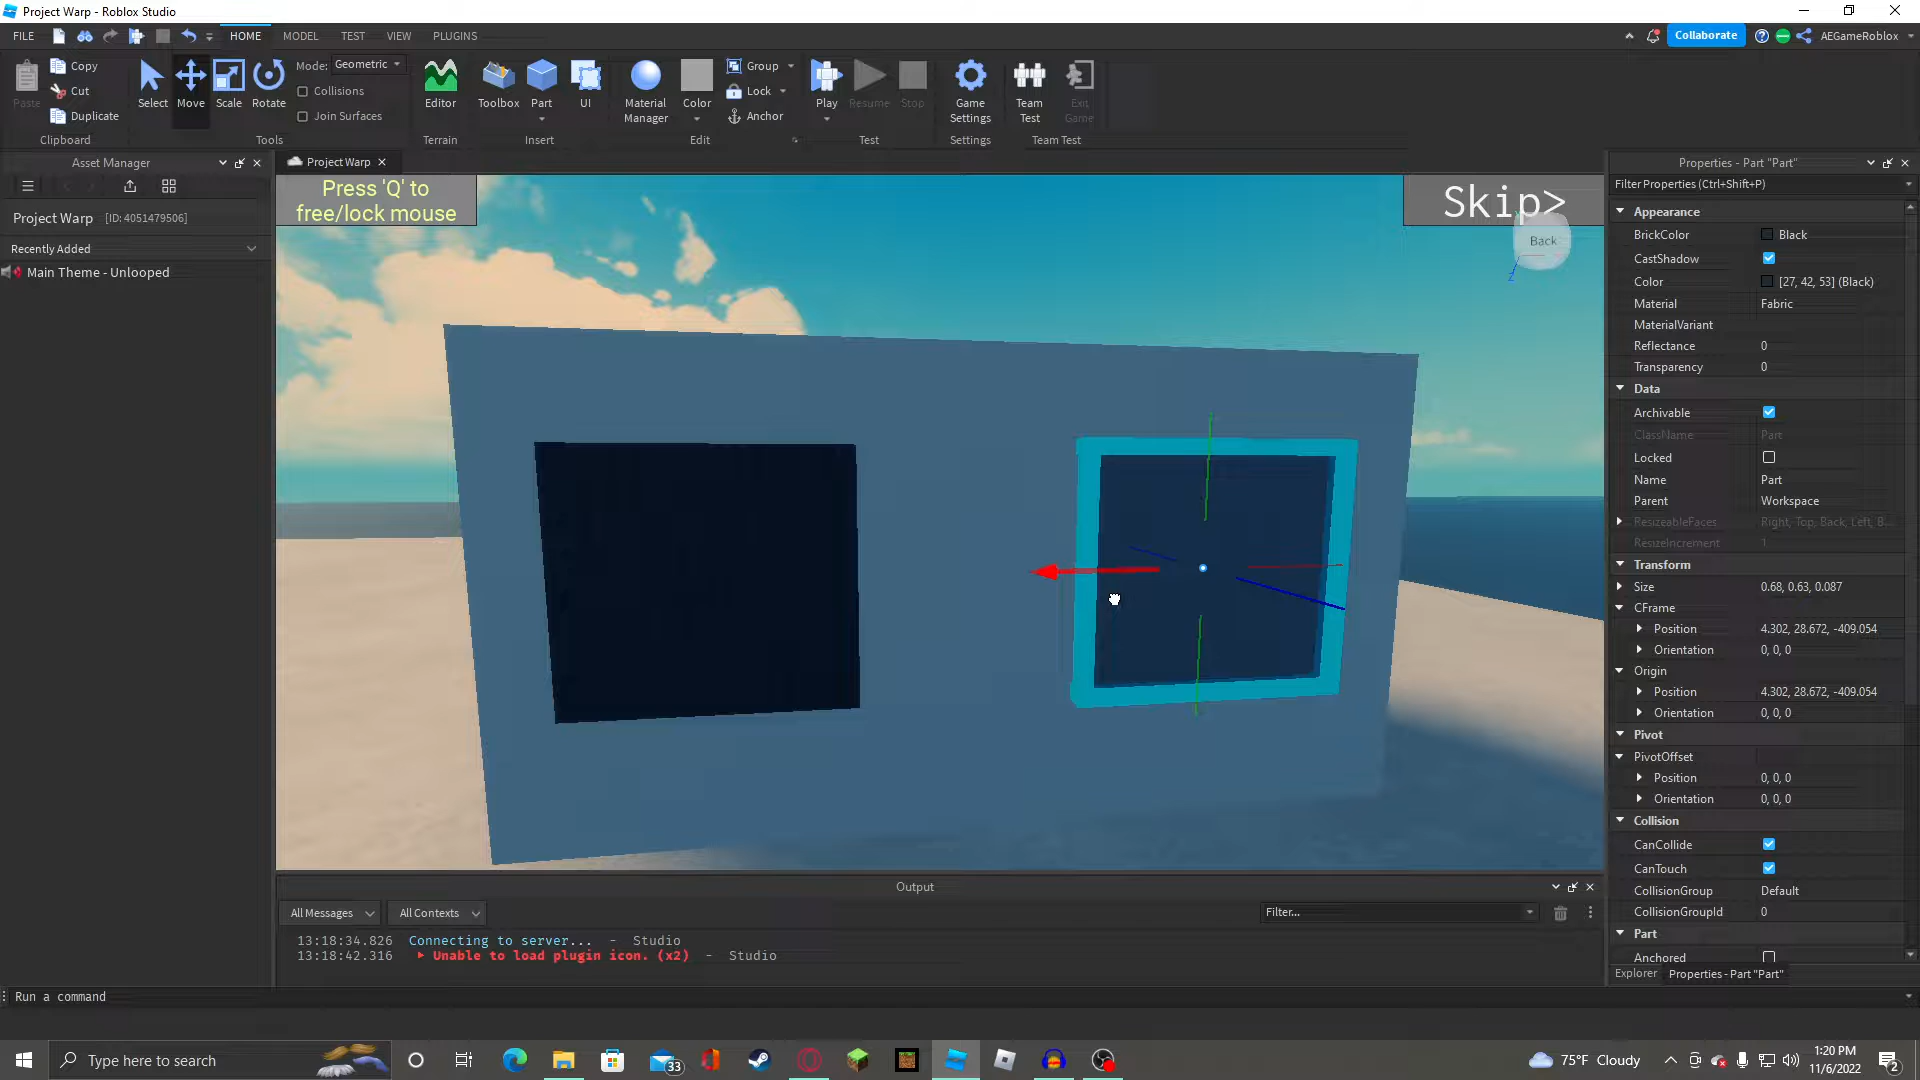 Project Warp - Roblox Studio
FILE HOME MODEL TEST VIEW PLUGINS Collaborate AEGameRoblox
Paste Copy Cut Duplicate Clipboard
Select Move Scale Rotate Mode: Geometric Collisions Join Surfaces Tools
Editor Terrain
Toolbox Part UI Insert
Material Manager Color Group Lock Anchor Edit
Play Resume Stop Test
Game Settings Settings
Team Test Exit Game Team Test
Asset Manager
Project Warp [ID: 4051479506]
Recently Added
Main Theme - Unlooped
Project Warp
Press 'Q' to
free/lock mouse
Skip>
Back
Z
Properties - Part "Part"
Filter Properties (Ctrl+Shift+P)
Appearance
BrickColor Black
CastShadow
Color [27, 42, 53] (Black)
Material Fabric
MaterialVariant
Reflectance 0
Transparency 0
Data
Archivable
ClassName Part
Locked
Name Part
Parent Workspace
ResizeableFaces Right, Top, Back, Left, B...
ResizeIncrement 1
Transform
Size 0.68, 0.63, 0.087
CFrame
Position 4.302, 28.672, -409.054
Orientation 0, 0, 0
Origin
Position 4.302, 28.672, -409.054
Orientation 0, 0, 0
Pivot
PivotOffset
Position 0, 0, 0
Orientation 0, 0, 0
Collision
CanCollide
CanTouch
CollisionGroup Default
CollisionGroupId 0
Part
Anchored
Explorer Properties - Part "Part"
Output
All Messages All Contexts Filter...
13:18:34.826 Connecting to server... - Studio
13:18:42.316 Unable to load plugin icon. (x2) - Studio
Run a command
Type here to search
33
75°F Cloudy
1:20 PM
11/6/2022
2